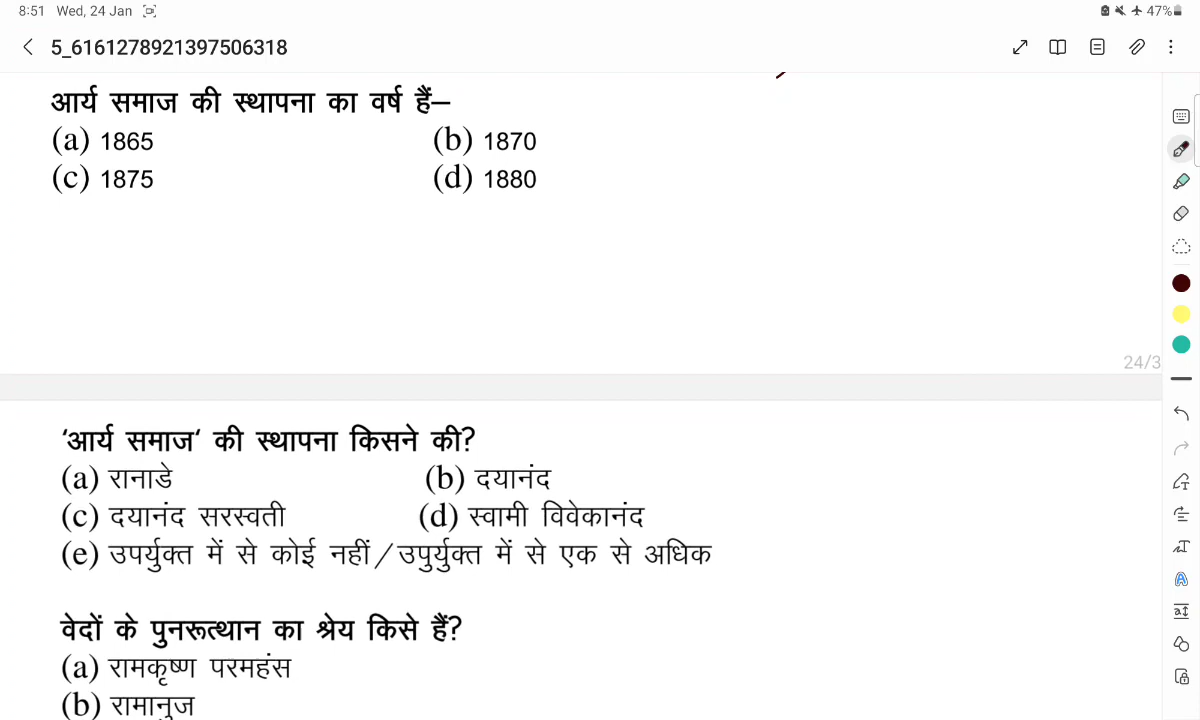 8:51 Wed, 24 Jan 47%
5_6161278921397506318
आर्य समाज की स्थापना का वर्ष हैं–
(a) 1865 (b) 1870
(c) 1875 (d) 1880
24/3
‘आर्य समाज‘ की स्थापना किसने की?
(a) रानाडे (b) दयानंद
(c) दयानंद सरस्वती (d) स्वामी विवेकानंद
(e) उपर्युक्त में से कोई नहीं/उपुर्युक्त में से एक से अधिक
वेदों के पुनरूत्थान का श्रेय किसे हैं?
(a) रामकृष्ण परमहंस
(b) रामानुज